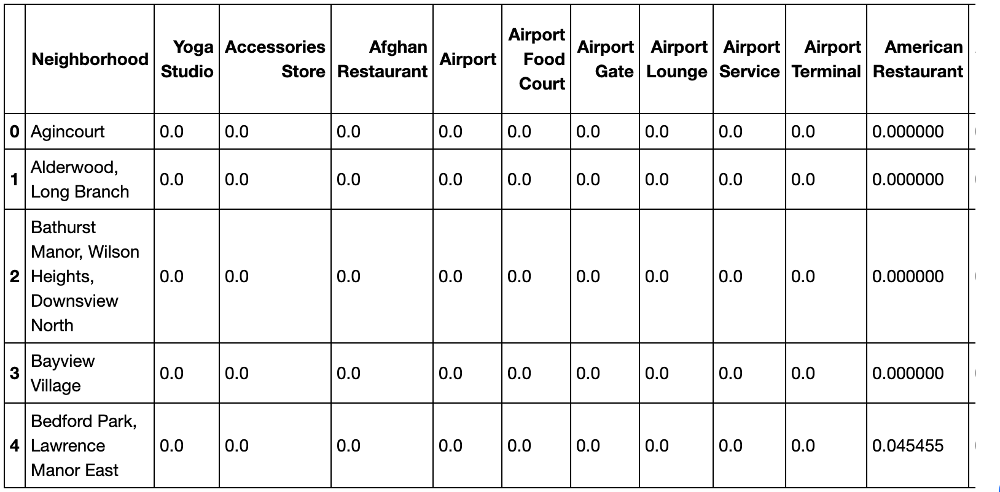 Neighborhood Yoga Studio Accessories Store Afghan Restaurant Airport Airport Food Court Airport Gate Airport Lounge Airport Service Airport Terminal American Restaurant
0 Agincourt 0.0 0.0 0.0 0.0 0.0 0.0 0.0 0.0 0.0 0.000000
1 Alderwood, Long Branch 0.0 0.0 0.0 0.0 0.0 0.0 0.0 0.0 0.0 0.000000
2 Bathurst Manor, Wilson Heights, Downsview North 0.0 0.0 0.0 0.0 0.0 0.0 0.0 0.0 0.0 0.000000
3 Bayview Village 0.0 0.0 0.0 0.0 0.0 0.0 0.0 0.0 0.0 0.000000
4 Bedford Park, Lawrence Manor East 0.0 0.0 0.0 0.0 0.0 0.0 0.0 0.0 0.0 0.045455